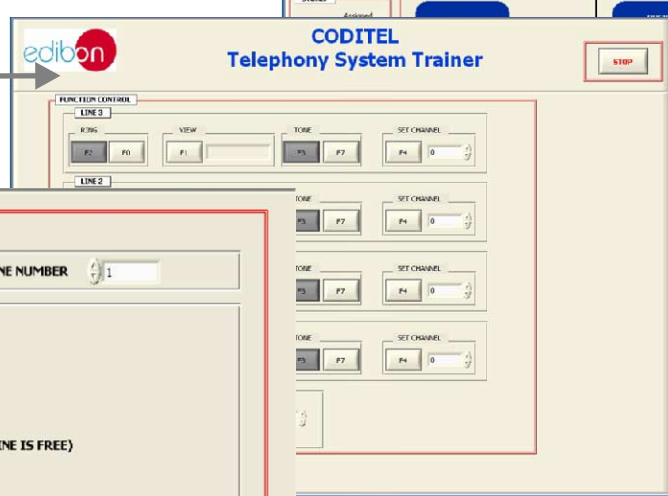 Assigned
edibon
CODITEL
Telephony System Trainer
STOP
FUNCTION CONTROL
LINE 3
RING VIEW TONE SET CHANNEL
F2 F0 F1 F3 F7 F4 0
LINE 2
TONE SET CHANNEL
F3 F7 F4 0
TONE SET CHANNEL
F3 F7 F4 0
TONE SET CHANNEL
F3 F7 F4 0
NE NUMBER 1
INE IS FREE)